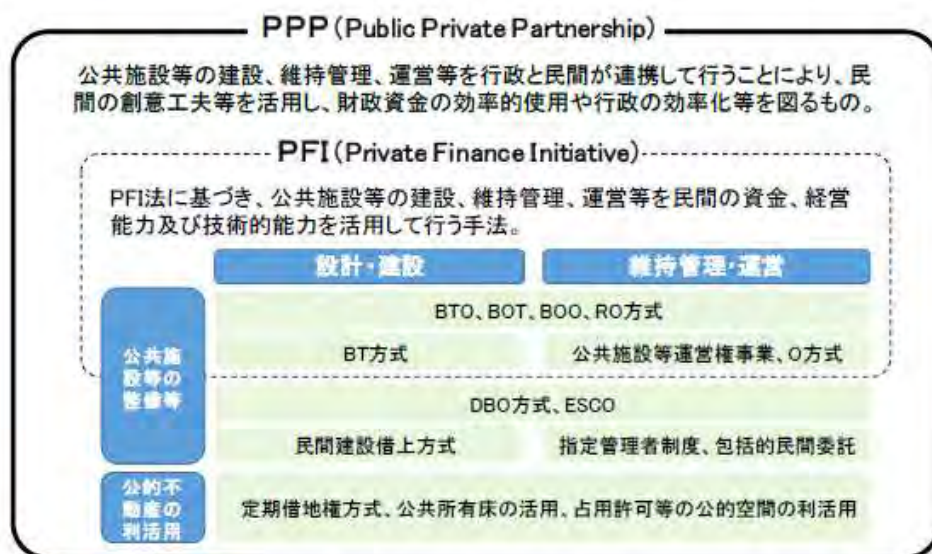 PPP(Public Private Partnership)
公共施設等の建設、維持管理、運営等を行政と民間が連携して行うことにより、民
間の創意工夫等を活用し、財政資金の効率的使用や行政の効率化等を図るもの。
PFI(Private Finance Initiative)
PFI法に基づき、公共施設等の建設、維持管理、運営等を民間の資金、経営
能力及び技術的能力を活用して行う手法。
設計・建設
維持管理・運営
公共施
設等の
整備等
BTO、BOT、BOO、RO方式
BT方式
公共施設等運営権事業、O方式
DBO方式、ESCO
民間建設借上方式
指定管理者制度、包括的民間委託
公的不
動産の
利活用
定期借地権方式、公共所有床の活用、占用許可等の公的空間の利活用